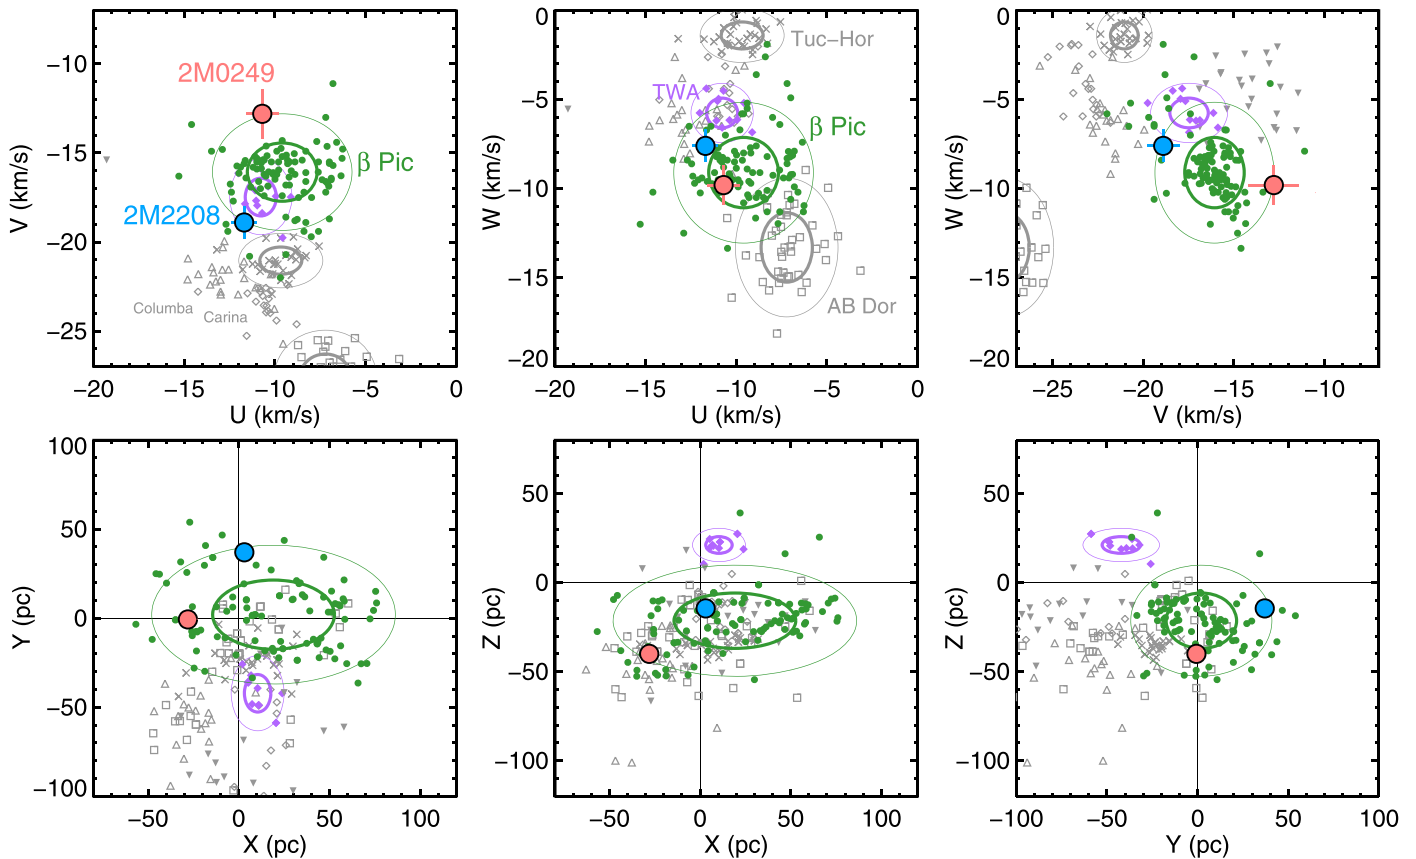 2M0249
β Pic
2M2208
Columba
Carina
−10
−15
−20
−25
V (km/s)
−20 −15 −10 −5 0
U (km/s)
Tuc−Hor
TWA
β Pic
AB Dor
0
−5
−10
−15
−20
W (km/s)
−15 −10 −5 0
U (km/s)
0
−5
−10
−15
−20
W (km/s)
−25 −20 −15 −10
V (km/s)
100
50
0
−50
−100
Y (pc)
−50 0 50 100
X (pc)
50
0
−50
−100
Z (pc)
−50 0 50 100
X (pc)
50
0
−50
−100
Z (pc)
−100 −50 0 50 100
Y (pc)